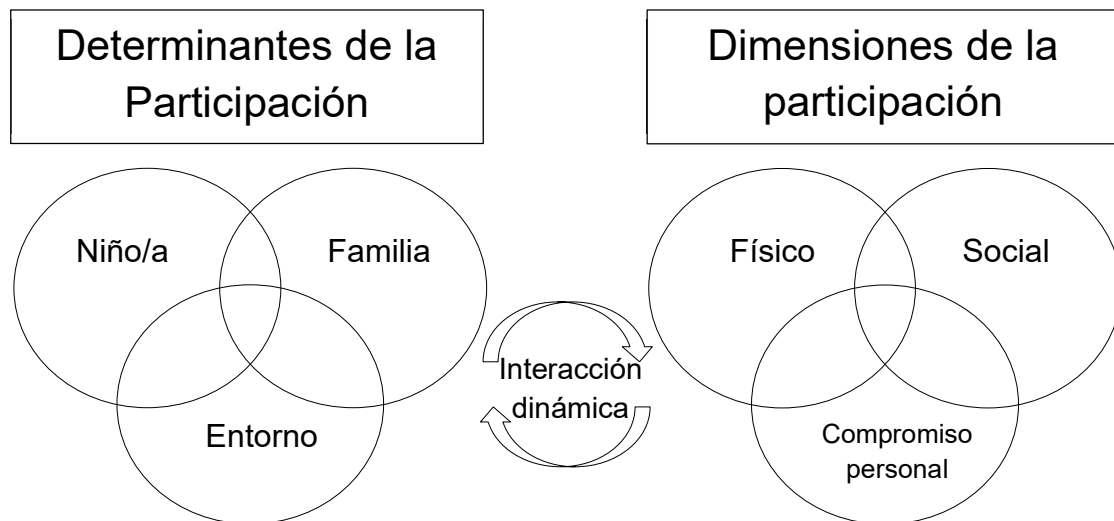 Determinantes de la
Participación
Dimensiones de la
participación
Niño/a
Familia
Entorno
Interacción
dinámica
Físico
Social
Compromiso
personal